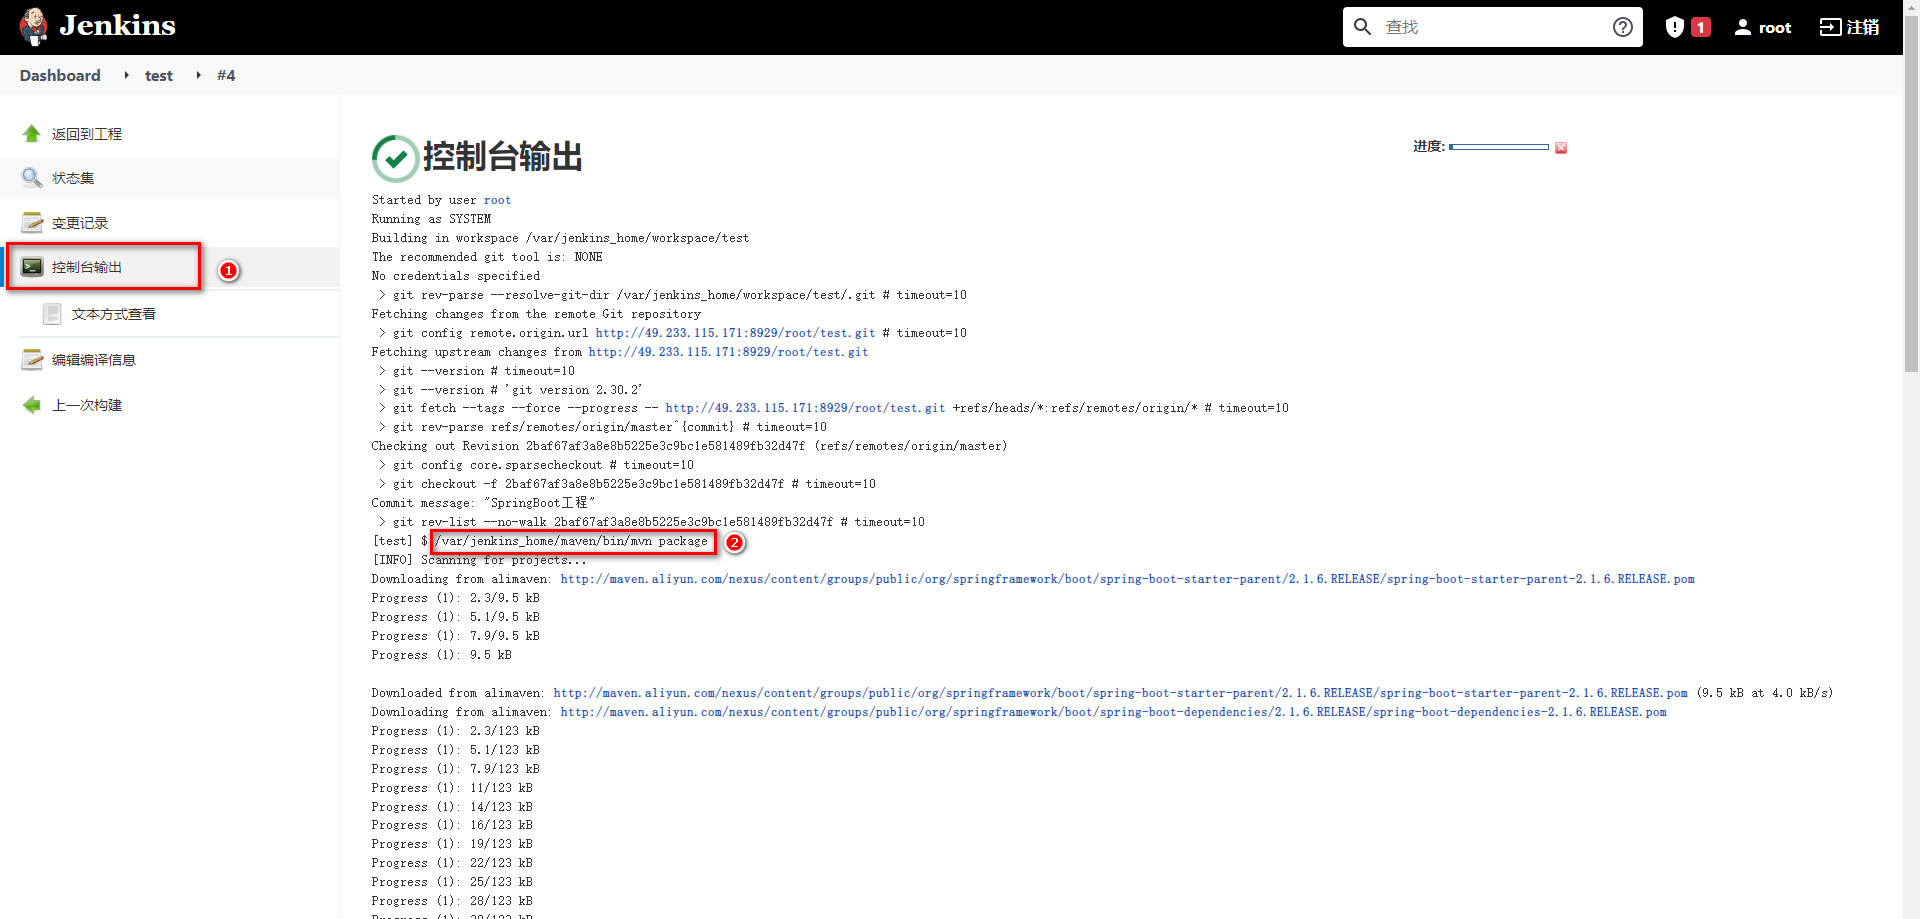 Jenkins
查找
1
root
注销
Dashboard
test
#4
返回到工程
状态集
变更记录
控制台输出
1
文本方式查看
编辑编译信息
上一次构建
控制台输出
进度:
Started by user root
Running as SYSTEM
Building in workspace /var/jenkins_home/workspace/test
The recommended git tool is: NONE
No credentials specified
> git rev-parse --resolve-git-dir /var/jenkins_home/workspace/test/.git # timeout=10
Fetching changes from the remote Git repository
> git config remote.origin.url http://49.233.115.171:8929/root/test.git # timeout=10
Fetching upstream changes from http://49.233.115.171:8929/root/test.git
> git --version # timeout=10
> git --version # 'git version 2.30.2'
> git fetch --tags --force --progress -- http://49.233.115.171:8929/root/test.git +refs/heads/*:refs/remotes/origin/* # timeout=10
> git rev-parse refs/remotes/origin/master^{commit} # timeout=10
Checking out Revision 2baf67af3a8e8b5225e3c9bc1e581489fb32d47f (refs/remotes/origin/master)
> git config core.sparsecheckout # timeout=10
> git checkout -f 2baf67af3a8e8b5225e3c9bc1e581489fb32d47f # timeout=10
Commit message: "SpringBoot工程"
> git rev-list --no-walk 2baf67af3a8e8b5225e3c9bc1e581489fb32d47f # timeout=10
[test] $ /var/jenkins_home/maven/bin/mvn package
2
[INFO] Scanning for projects...
Downloading from alimaven: http://maven.aliyun.com/nexus/content/groups/public/org/springframework/boot/spring-boot-starter-parent/2.1.6.RELEASE/spring-boot-starter-parent-2.1.6.RELEASE.pom
Progress (1): 2.3/9.5 kB
Progress (1): 5.1/9.5 kB
Progress (1): 7.9/9.5 kB
Progress (1): 9.5 kB
Downloaded from alimaven: http://maven.aliyun.com/nexus/content/groups/public/org/springframework/boot/spring-boot-starter-parent/2.1.6.RELEASE/spring-boot-starter-parent-2.1.6.RELEASE.pom (9.5 kB at 4.0 kB/s)
Downloading from alimaven: http://maven.aliyun.com/nexus/content/groups/public/org/springframework/boot/spring-boot-dependencies/2.1.6.RELEASE/spring-boot-dependencies-2.1.6.RELEASE.pom
Progress (1): 2.3/123 kB
Progress (1): 5.1/123 kB
Progress (1): 7.9/123 kB
Progress (1): 11/123 kB
Progress (1): 14/123 kB
Progress (1): 16/123 kB
Progress (1): 19/123 kB
Progress (1): 22/123 kB
Progress (1): 25/123 kB
Progress (1): 28/123 kB